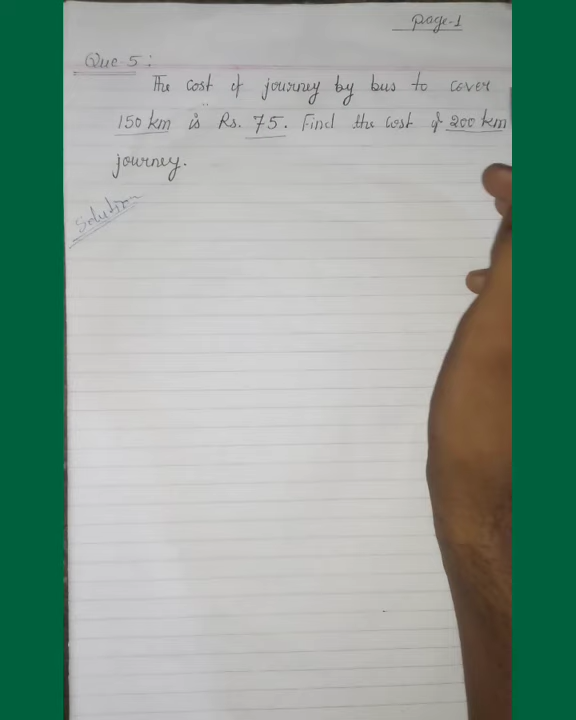 Page-1
Que-5:
The cost of journey by bus to cover
150 km is Rs. 75. Find the cost of 200 km
journey.
Solution